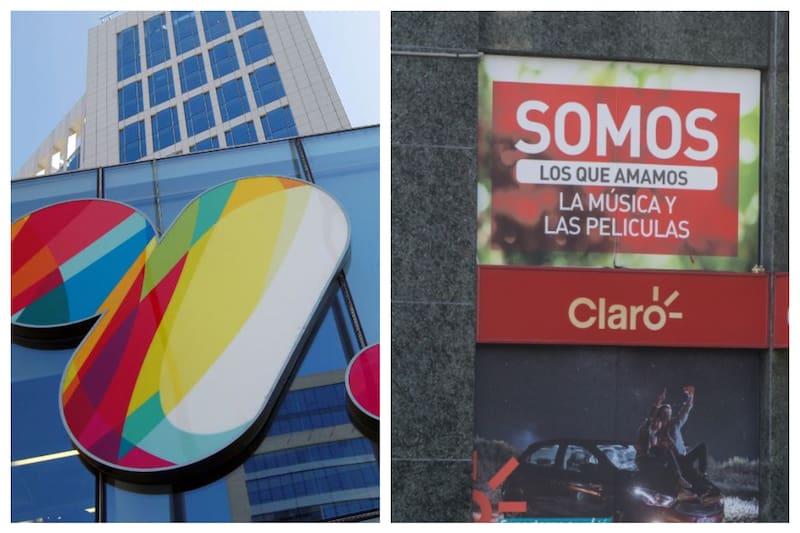 SOMOS
LOS QUE AMAMOS
LA MÚSICA Y
LAS PELICULAS
Claro